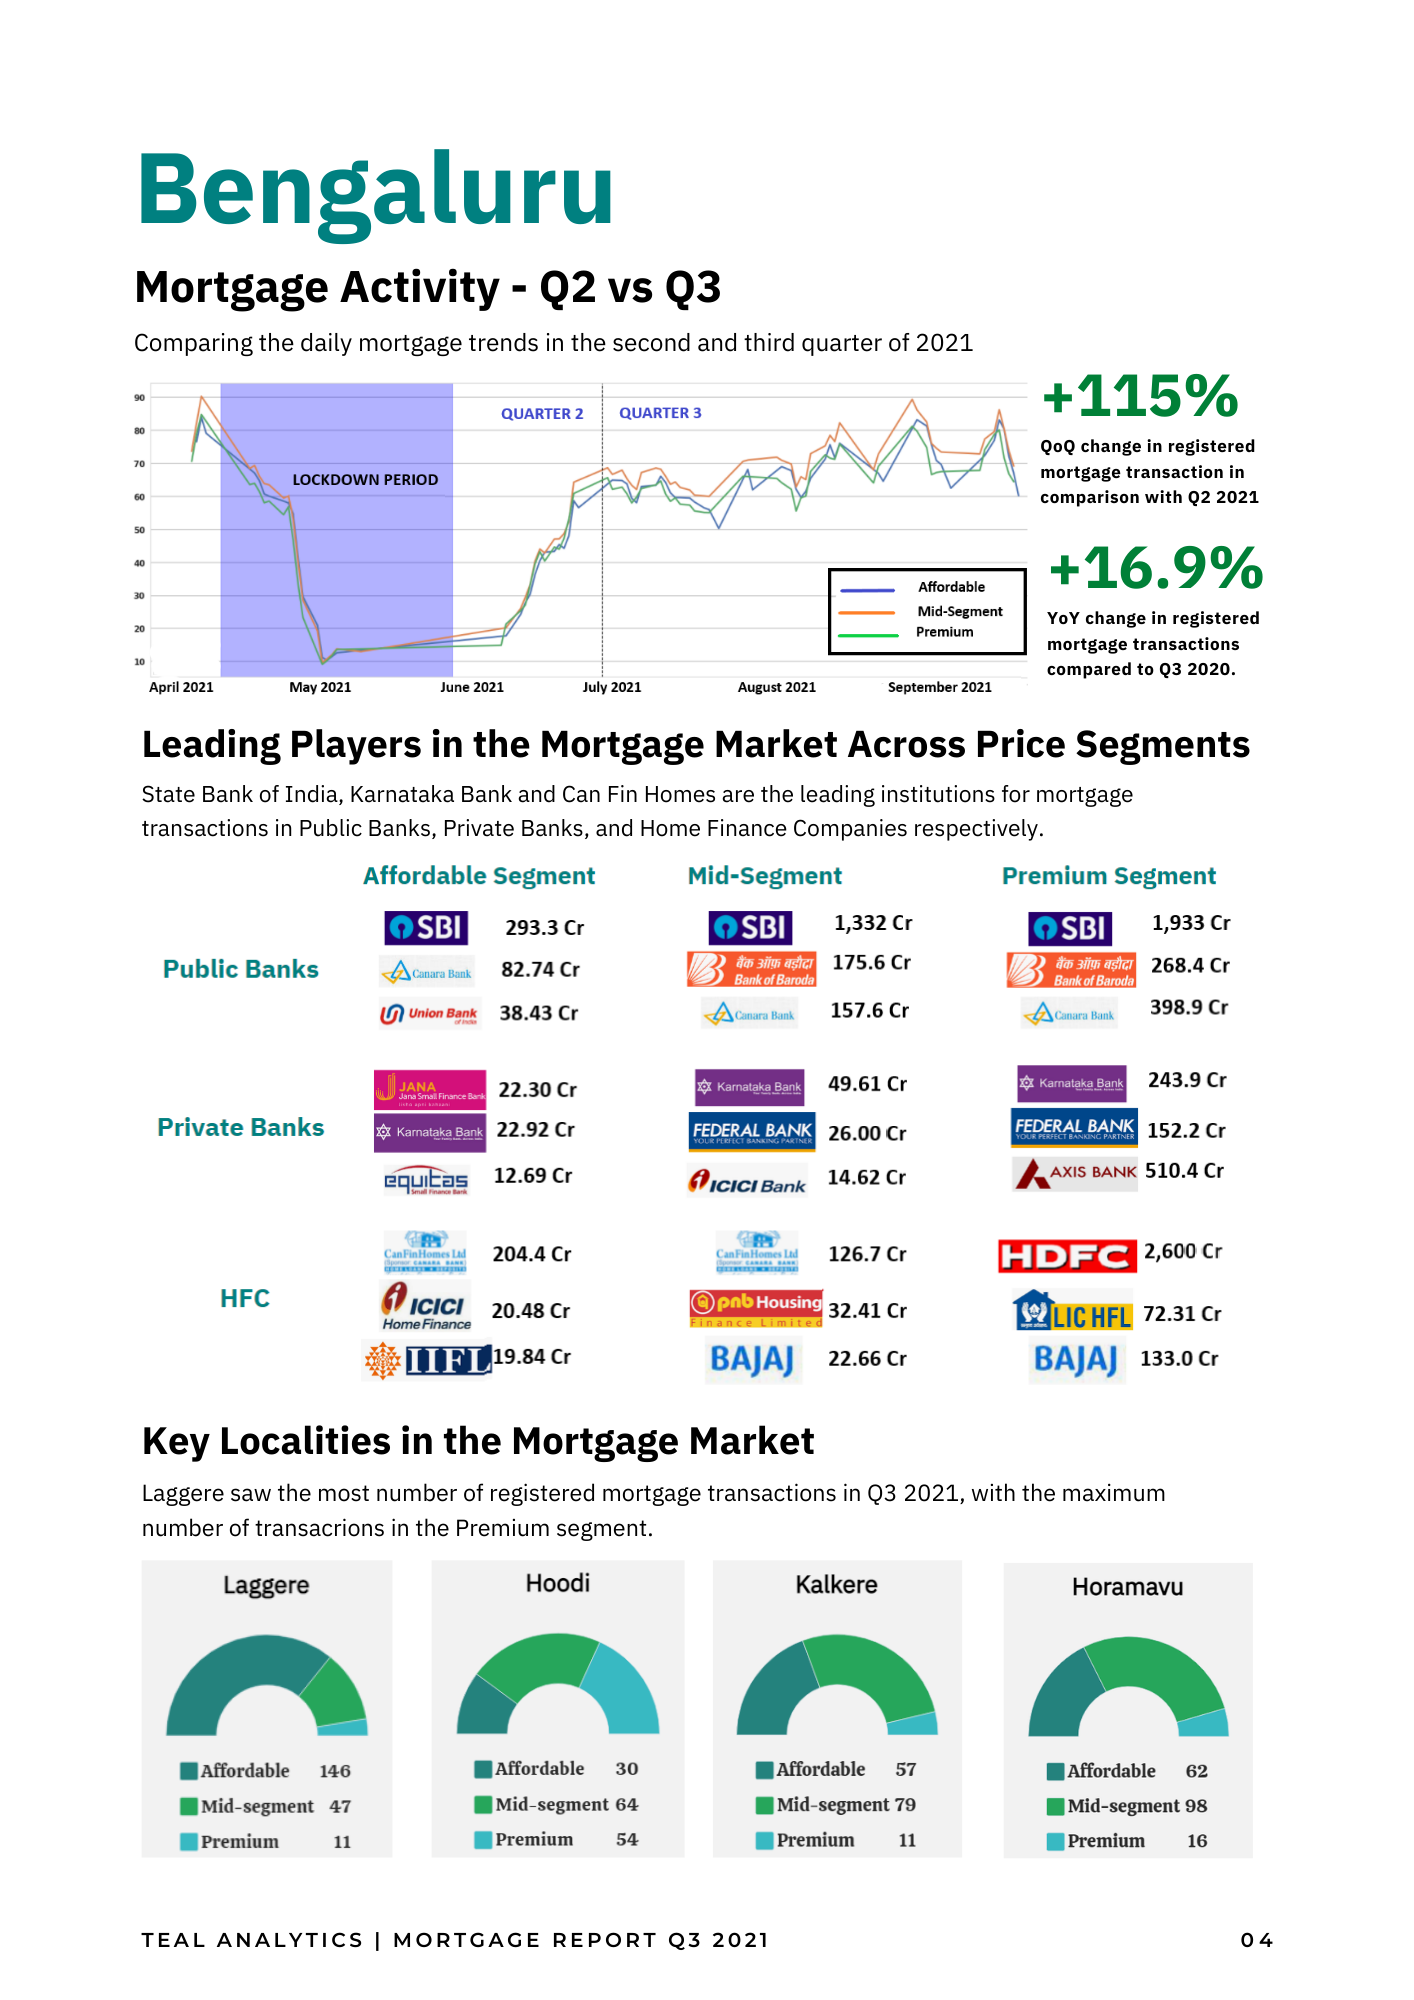 Bengaluru
Mortgage Activity - Q2 vs Q3
Comparing the daily mortgage trends in the second and third quarter of 2021
90
80
70
60
50
40
30
20
10
QUARTER 2
QUARTER 3
LOCKDOWN PERIOD
Affordable
Mid-Segment
Premium
April 2021
May 2021
June 2021
July 2021
August 2021
September 2021
+115%
QoQ change in registered
mortgage transaction in
comparison with Q2 2021
+16.9%
YoY change in registered
mortgage transactions
compared to Q3 2020.
Leading Players in the Mortgage Market Across Price Segments
State Bank of India, Karnataka Bank and Can Fin Homes are the leading institutions for mortgage
transactions in Public Banks, Private Banks, and Home Finance Companies respectively.
Affordable Segment
Mid-Segment
Premium Segment
Public Banks
SBI 293.3 Cr
Canara Bank 82.74 Cr
Union Bank
of India
38.43 Cr
SBI 1,332 Cr
बैंक ऑफ़ बड़ौदा
Bank of Baroda
175.6 Cr
Canara Bank 157.6 Cr
SBI 1,933 Cr
बैंक ऑफ़ बड़ौदा
Bank of Baroda
268.4 Cr
Canara Bank 398.9 Cr
Private Banks
JANA
Jana Small Finance Bank
22.30 Cr
Karnataka Bank 22.92 Cr
equitas
Small Finance Bank
12.69 Cr
Karnataka Bank 49.61 Cr
FEDERAL BANK
YOUR PERFECT BANKING PARTNER
26.00 Cr
ICICI Bank 14.62 Cr
Karnataka Bank 243.9 Cr
FEDERAL BANK
YOUR PERFECT BANKING PARTNER
152.2 Cr
AXIS BANK 510.4 Cr
HFC
CanFinHomes Ltd
(Sponsor CANARA BANK)
HOME LOANS & DEPOSITS
204.4 Cr
ICICI
Home Finance
20.48 Cr
IIFL 19.84 Cr
CanFinHomes Ltd
(Sponsor CANARA BANK)
HOME LOANS & DEPOSITS
126.7 Cr
pnb Housing
Finance Limited
32.41 Cr
BAJAJ 22.66 Cr
HDFC 2,600 Cr
LIC HFL 72.31 Cr
BAJAJ 133.0 Cr
Key Localities in the Mortgage Market
Laggere saw the most number of registered mortgage transactions in Q3 2021, with the maximum
number of transacrions in the Premium segment.
Laggere
Affordable 146
Mid-segment 47
Premium 11
Hoodi
Affordable 30
Mid-segment 64
Premium 54
Kalkere
Affordable 57
Mid-segment 79
Premium 11
Horamavu
Affordable 62
Mid-segment 98
Premium 16
TEAL ANALYTICS | MORTGAGE REPORT Q3 2021
04